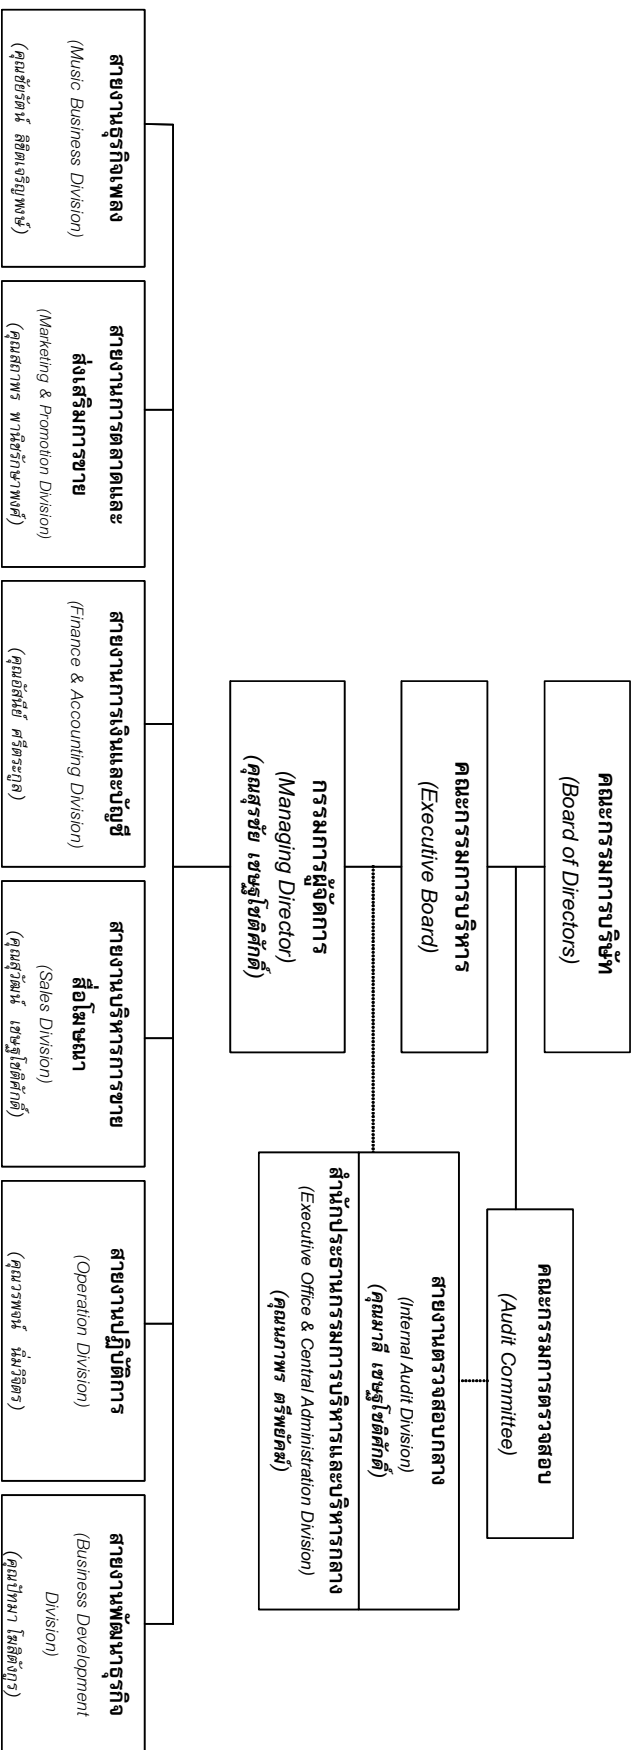 คณะกรรมการบริษัท
(Board of Directors)
คณะกรรมการตรวจสอบ
(Audit Committee)
คณะกรรมการบริหาร
(Executive Board)
สายงานตรวจสอบกลาง
(Internal Audit Division)
(คุณมาลี เชษฐโชติศักดิ์)
สำนักประธานกรรมการบริหารและบริหารกลาง
(Executive Office & Central Administration Division)
(คุณนภาพร ตรีพยัคฆ์)
กรรมการผู้จัดการ
(Managing Director)
(คุณสุรชัย เชษฐโชติศักดิ์)
สายงานธุรกิจเพลง
(Music Business Division)
(คุณชัยรัตน์ ลิขิตเจริญพงษ์)
สายงานการตลาดและ
ส่งเสริมการขาย
(Marketing & Promotion Division)
(คุณสถาพร พานิชรักษาพงศ์)
สายงานการเงินและบัญชี
(Finance & Accounting Division)
(คุณอัสนีย์ ศรีตระกูล)
สายงานบริหารการขาย
สื่อโฆษณา
(Sales Division)
(คุณสุวัฒน์ เชษฐโชติศักดิ์)
สายงานปฏิบัติการ
(Operation Division)
(คุณวรพจน์ นิ่มวิจิตร)
สายงานพัฒนาธุรกิจ
(Business Development
Division)
(คุณปัทมา โฆสิตังกูร)